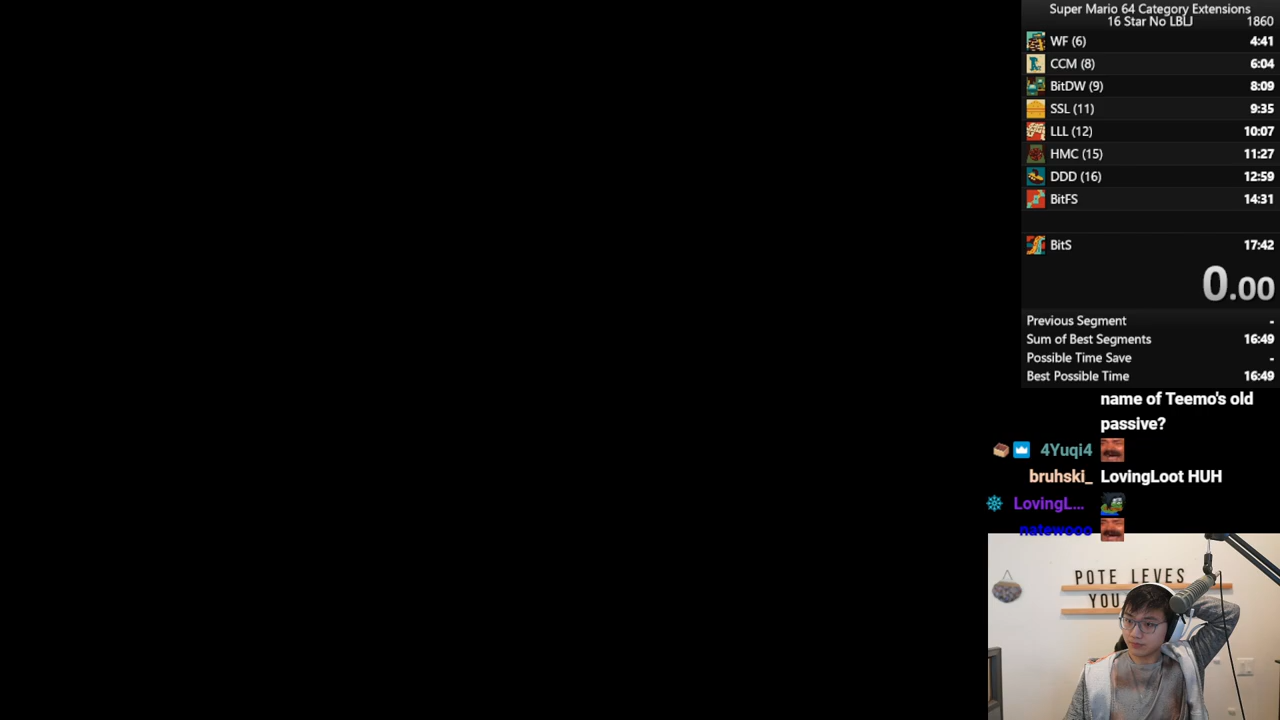 Super Mario 64 Category Extensions
16 Star No LBLJ 1860
WF (6) 4:41
CCM (8) 6:04
BitDW (9) 8:09
SSL (11) 9:35
LLL (12) 10:07
HMC (15) 11:27
DDD (16) 12:59
BitFS 14:31
BitS 17:42
0.00
Previous Segment -
Sum of Best Segments 16:49
Possible Time Save -
Best Possible Time 16:49
name of Teemo's old
passive?
4Yuqi4
bruhski_ LovingLoot HUH
LovingL...
natewooo
POTE LEVES
YOU